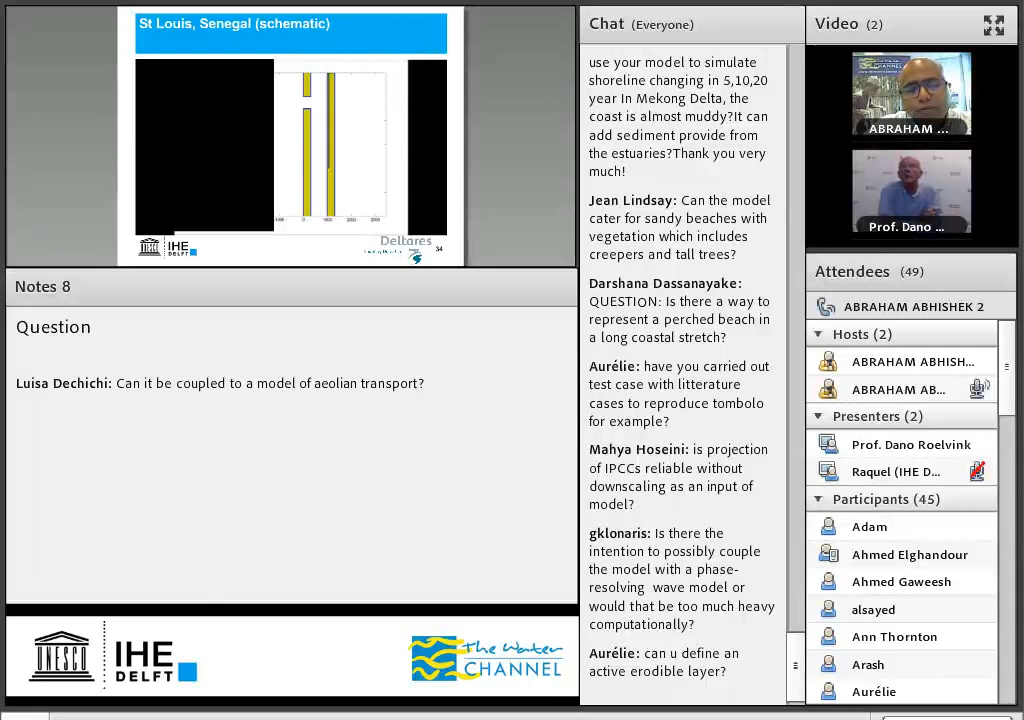 St Louis, Senegal (schematic)
0
1000
2000
UNESCO
IHE
DELFT
Deltares
34
Notes 8
Question
Luisa Dechichi: Can it be coupled to a model of aeolian transport?
UNESCO
IHE
DELFT
The Water
CHANNEL
Chat (Everyone)
use your model to simulate
shoreline changing in 5,10,20
year In Mekong Delta, the
coast is almost muddy?It can
add sediment provide from
the estuaries?Thank you very
much!
Jean Lindsay: Can the model
cater for sandy beaches with
vegetation which includes
creepers and tall trees?
Darshana Dassanayake:
QUESTION: Is there a way to
represent a perched beach in
a long coastal stretch?
Aurélie: have you carried out
test case with litterature
cases to reproduce tombolo
for example?
Mahya Hoseini: is projection
of IPCCs reliable without
downscaling as an input of
model?
gklonaris: Is there the
intention to possibly couple
the model with a phase-
resolving wave model or
would that be too much heavy
computationally?
Aurélie: can u define an
active erodible layer?
Video (2)
CHANNEL
ABRAHAM ...
Prof. Dano ...
Attendees (49)
ABRAHAM ABHISHEK 2
Hosts (2)
ABRAHAM ABHISH...
ABRAHAM AB...
Presenters (2)
Prof. Dano Roelvink
Raquel (IHE D...
Participants (45)
Adam
Ahmed Elghandour
Ahmed Gaweesh
alsayed
Ann Thornton
Arash
Aurélie